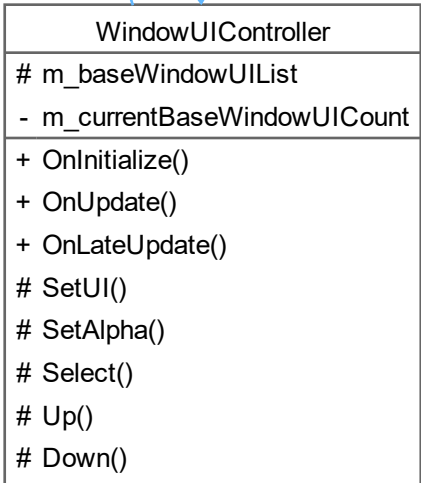 WindowUIController
# m_baseWindowUIList
- m_currentBaseWindowUICount
+ OnInitialize()
+ OnUpdate()
+ OnLateUpdate()
# SetUI()
# SetAlpha()
# Select()
# Up()
# Down()